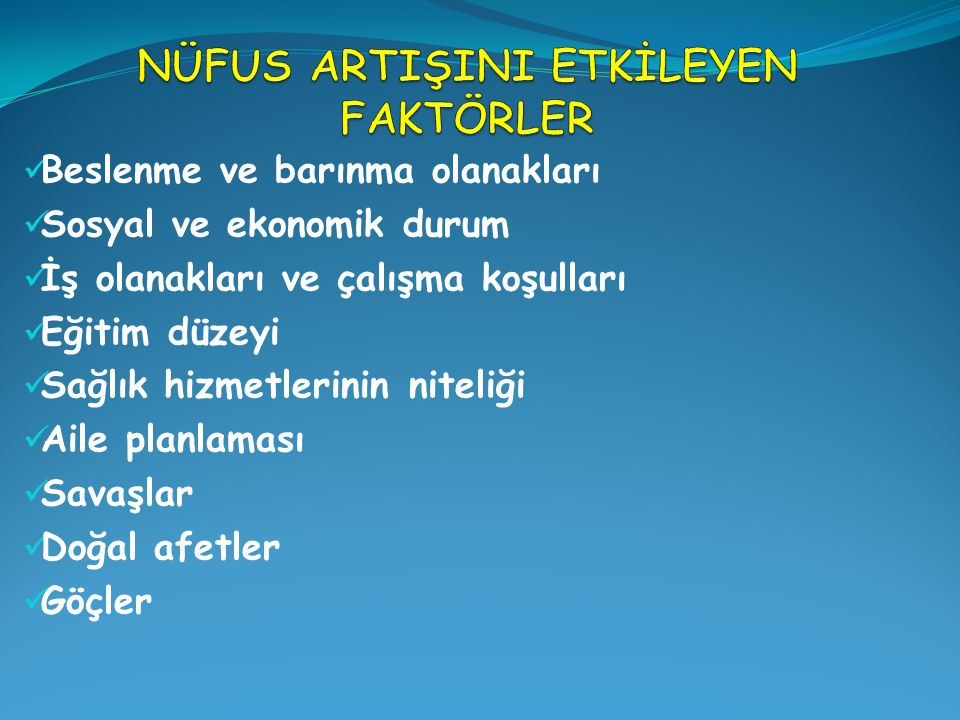 NÜFUS ARTIŞINI ETKİLEYEN
FAKTÖRLER
Beslenme ve barınma olanakları
Sosyal ve ekonomik durum
İş olanakları ve çalışma koşulları
Eğitim düzeyi
Sağlık hizmetlerinin niteliği
Aile planlaması
Savaşlar
Doğal afetler
Göçler